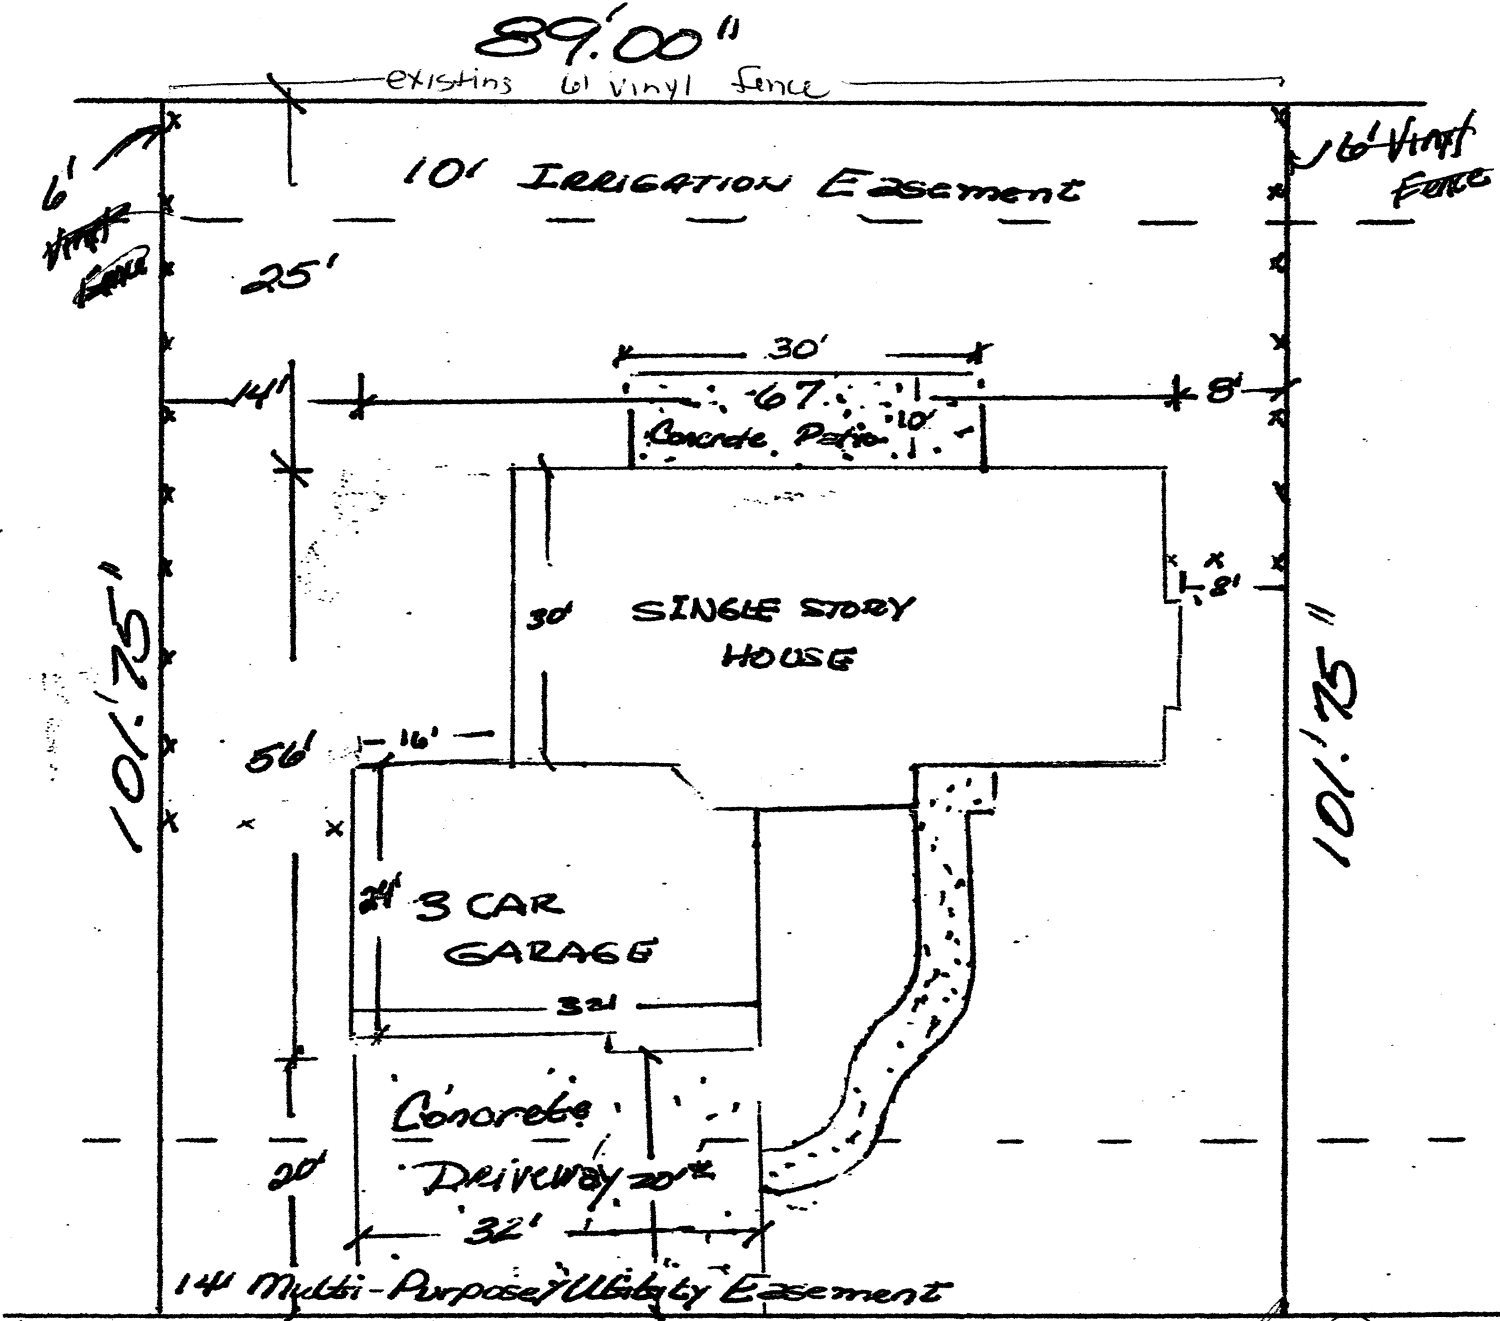 89'.00"
existing 6' vinyl fence
6'
Vinyl
Fence
10' IRRIGATION Easement
6' Vinyl
Fence
25'
30'
14'
67
8'
Concrete Patio 10'
30'
SINGLE STORY
HOUSE
8'
101'.75"
101'.75"
56'
16'
24'
3 CAR
GARAGE
32'
Concrete
Driveway 20'
20'
32'
14' Multi-Purpose/Utility Easement